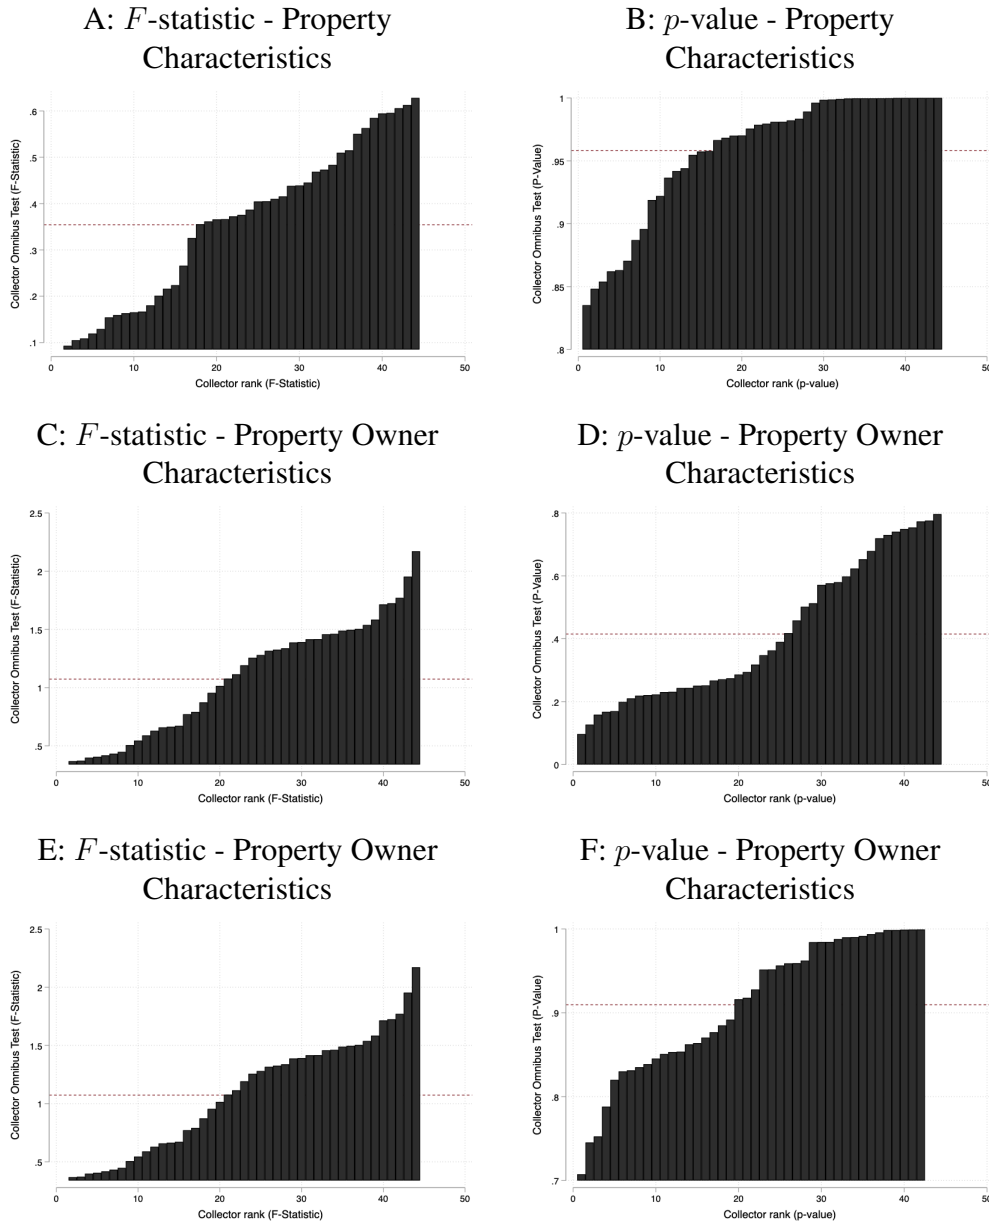 A: F-statistic - Property
Characteristics
B: p-value - Property
Characteristics
Collector Omnibus Test (F-Statistic)
.6
.5
.4
.3
.2
.1
0
10
20
30
40
50
Collector rank (F-Statistic)
Collector Omnibus Test (P-Value)
1
.95
.9
.85
.8
0
10
20
30
40
50
Collector rank (p-value)
C: F-statistic - Property Owner
Characteristics
D: p-value - Property Owner
Characteristics
Collector Omnibus Test (F-Statistic)
2.5
2
1.5
1
.5
0
10
20
30
40
50
Collector rank (F-Statistic)
Collector Omnibus Test (P-Value)
.8
.6
.4
.2
0
0
10
20
30
40
50
Collector rank (p-value)
E: F-statistic - Property Owner
Characteristics
F: p-value - Property Owner
Characteristics
Collector Omnibus Test (F-Statistic)
2.5
2
1.5
1
.5
0
10
20
30
40
50
Collector rank (F-Statistic)
Collector Omnibus Test (P-Value)
1
.9
.8
.7
0
10
20
30
40
50
Collector rank (p-value)